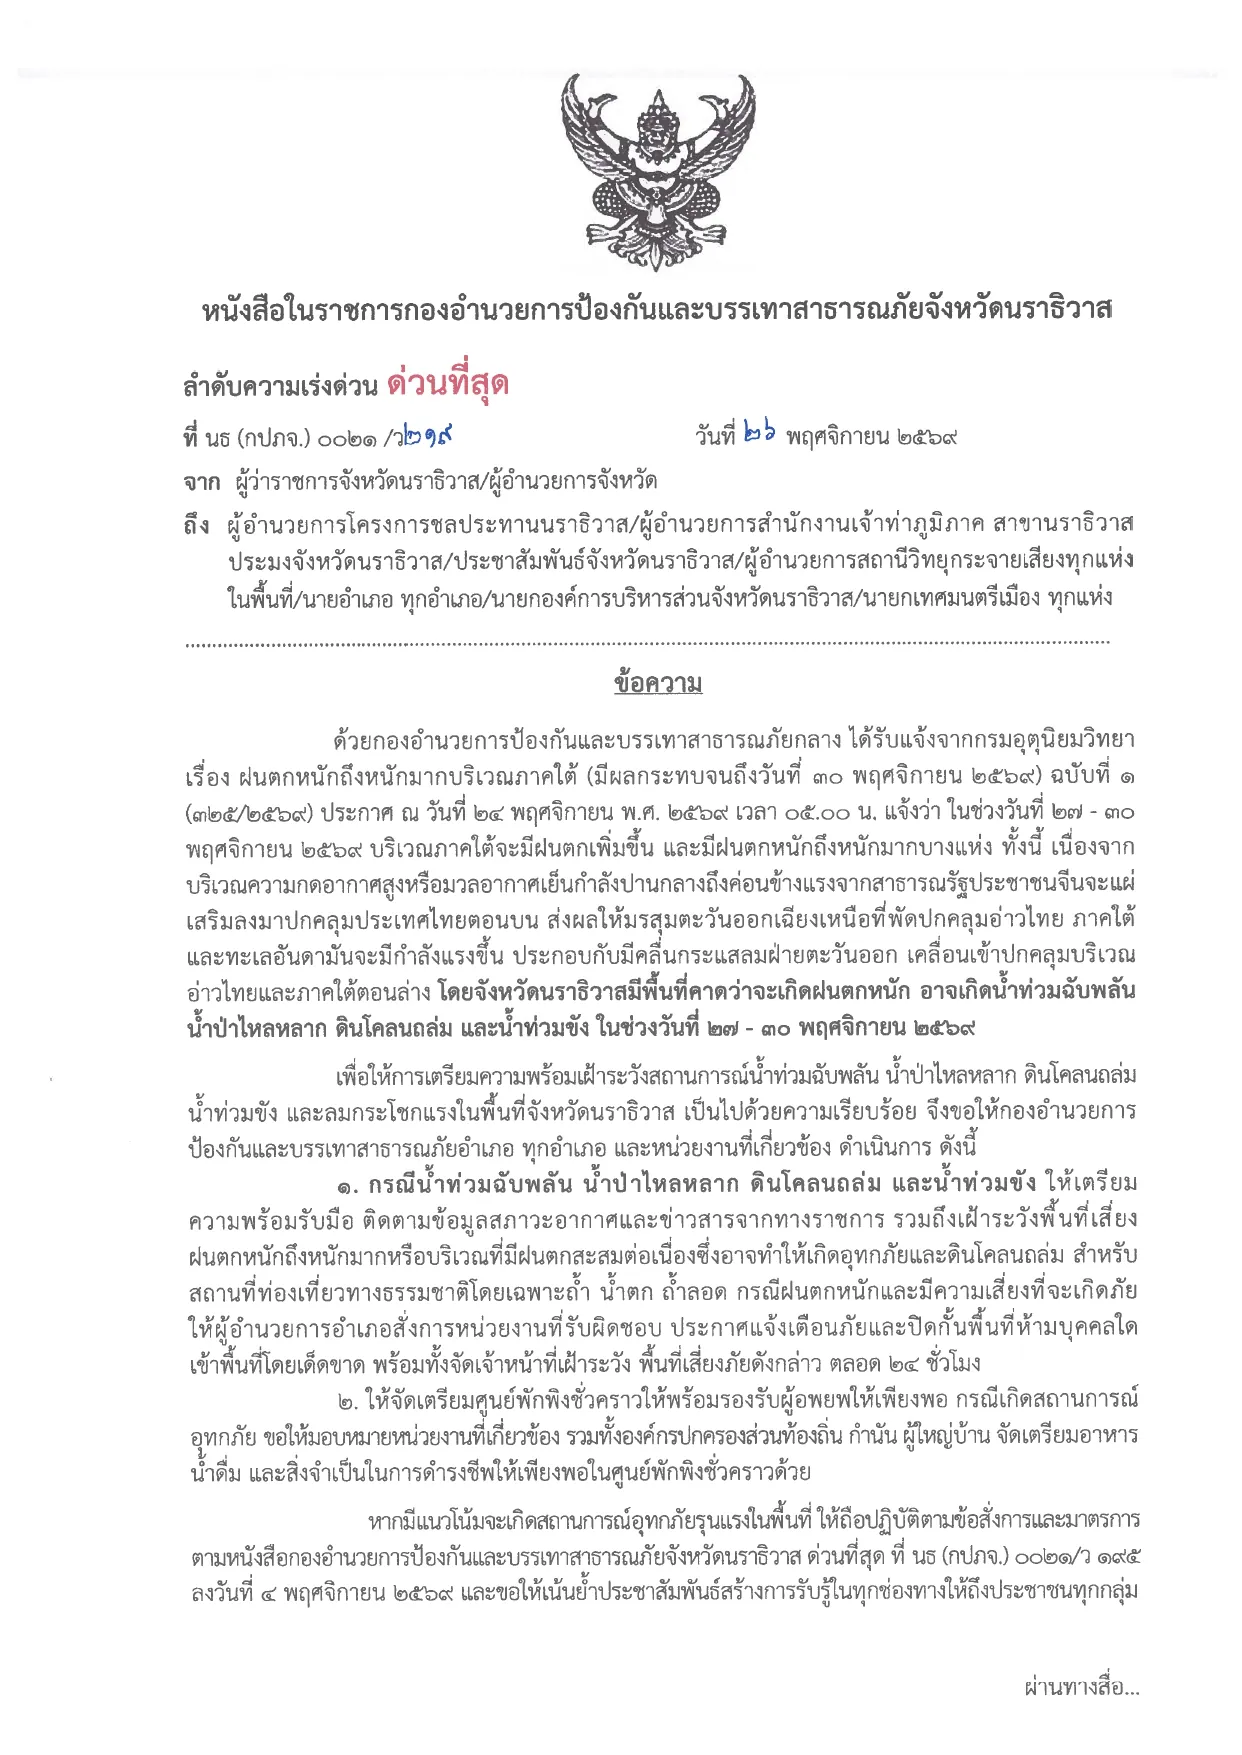 หนังสือในราชการกองอำนวยการป้องกันและบรรเทาสาธารณภัยจังหวัดนราธิวาส
ลำดับความเร่งด่วน ด่วนที่สุด
ที่ นธ (กปภจ.) ๐๐๒๑ /ว๒๑๙ วันที่ ๒๖ พฤศจิกายน ๒๕๖๙
จาก ผู้ว่าราชการจังหวัดนราธิวาส/ผู้อำนวยการจังหวัด
ถึง ผู้อำนวยการโครงการชลประทานนราธิวาส/ผู้อำนวยการสำนักงานเจ้าท่าภูมิภาค สาขานราธิวาส
ประมงจังหวัดนราธิวาส/ประชาสัมพันธ์จังหวัดนราธิวาส/ผู้อำนวยการสถานีวิทยุกระจายเสียงทุกแห่ง
ในพื้นที่/นายอำเภอ ทุกอำเภอ/นายกองค์การบริหารส่วนจังหวัดนราธิวาส/นายกเทศมนตรีเมือง ทุกแห่ง
ข้อความ
ด้วยกองอำนวยการป้องกันและบรรเทาสาธารณภัยกลาง ได้รับแจ้งจากกรมอุตุนิยมวิทยา
เรื่อง ฝนตกหนักถึงหนักมากบริเวณภาคใต้ (มีผลกระทบจนถึงวันที่ ๓๐ พฤศจิกายน ๒๕๖๙) ฉบับที่ ๑
(๓๒๕/๒๕๖๙) ประกาศ ณ วันที่ ๒๔ พฤศจิกายน พ.ศ. ๒๕๖๙ เวลา ๐๕.๐๐ น. แจ้งว่า ในช่วงวันที่ ๒๗ - ๓๐
พฤศจิกายน ๒๕๖๙ บริเวณภาคใต้จะมีฝนตกเพิ่มขึ้น และมีฝนตกหนักถึงหนักมากบางแห่ง ทั้งนี้ เนื่องจาก
บริเวณความกดอากาศสูงหรือมวลอากาศเย็นกำลังปานกลางถึงค่อนข้างแรงจากสาธารณรัฐประชาชนจีนจะแผ่
เสริมลงมาปกคลุมประเทศไทยตอนบน ส่งผลให้มรสุมตะวันออกเฉียงเหนือที่พัดปกคลุมอ่าวไทย ภาคใต้
และทะเลอันดามันจะมีกำลังแรงขึ้น ประกอบกับมีคลื่นกระแสลมฝ่ายตะวันออก เคลื่อนเข้าปกคลุมบริเวณ
อ่าวไทยและภาคใต้ตอนล่าง โดยจังหวัดนราธิวาสมีพื้นที่คาดว่าจะเกิดฝนตกหนัก อาจเกิดน้ำท่วมฉับพลัน
น้ำป่าไหลหลาก ดินโคลนถล่ม และน้ำท่วมขัง ในช่วงวันที่ ๒๗ - ๓๐ พฤศจิกายน ๒๕๖๙
เพื่อให้การเตรียมความพร้อมเฝ้าระวังสถานการณ์น้ำท่วมฉับพลัน น้ำป่าไหลหลาก ดินโคลนถล่ม
น้ำท่วมขัง และลมกระโชกแรงในพื้นที่จังหวัดนราธิวาส เป็นไปด้วยความเรียบร้อย จึงขอให้กองอำนวยการ
ป้องกันและบรรเทาสาธารณภัยอำเภอ ทุกอำเภอ และหน่วยงานที่เกี่ยวข้อง ดำเนินการ ดังนี้
๑. กรณีน้ำท่วมฉับพลัน น้ำป่าไหลหลาก ดินโคลนถล่ม และน้ำท่วมขัง ให้เตรียม
ความพร้อมรับมือ ติดตามข้อมูลสภาวะอากาศและข่าวสารจากทางราชการ รวมถึงเฝ้าระวังพื้นที่เสี่ยง
ฝนตกหนักถึงหนักมากหรือบริเวณที่มีฝนตกสะสมต่อเนื่องซึ่งอาจทำให้เกิดอุทกภัยและดินโคลนถล่ม สำหรับ
สถานที่ท่องเที่ยวทางธรรมชาติโดยเฉพาะถ้ำ น้ำตก ถ้ำลอด กรณีฝนตกหนักและมีความเสี่ยงที่จะเกิดภัย
ให้ผู้อำนวยการอำเภอสั่งการหน่วยงานที่รับผิดชอบ ประกาศแจ้งเตือนภัยและปิดกั้นพื้นที่ห้ามบุคคลใด
เข้าพื้นที่โดยเด็ดขาด พร้อมทั้งจัดเจ้าหน้าที่เฝ้าระวัง พื้นที่เสี่ยงภัยดังกล่าว ตลอด ๒๔ ชั่วโมง
๒. ให้จัดเตรียมศูนย์พักพิงชั่วคราวให้พร้อมรองรับผู้อพยพให้เพียงพอ กรณีเกิดสถานการณ์
อุทกภัย ขอให้มอบหมายหน่วยงานที่เกี่ยวข้อง รวมทั้งองค์กรปกครองส่วนท้องถิ่น กำนัน ผู้ใหญ่บ้าน จัดเตรียมอาหาร
น้ำดื่ม และสิ่งจำเป็นในการดำรงชีพให้เพียงพอในศูนย์พักพิงชั่วคราวด้วย
หากมีแนวโน้มจะเกิดสถานการณ์อุทกภัยรุนแรงในพื้นที่ ให้ถือปฏิบัติตามข้อสั่งการและมาตรการ
ตามหนังสือกองอำนวยการป้องกันและบรรเทาสาธารณภัยจังหวัดนราธิวาส ด่วนที่สุด ที่ นธ (กปภจ.) ๐๐๒๑/ว ๑๙๕
ลงวันที่ ๔ พฤศจิกายน ๒๕๖๙ และขอให้เน้นย้ำประชาสัมพันธ์สร้างการรับรู้ในทุกช่องทางให้ถึงประชาชนทุกกลุ่ม
ผ่านทางสื่อ...